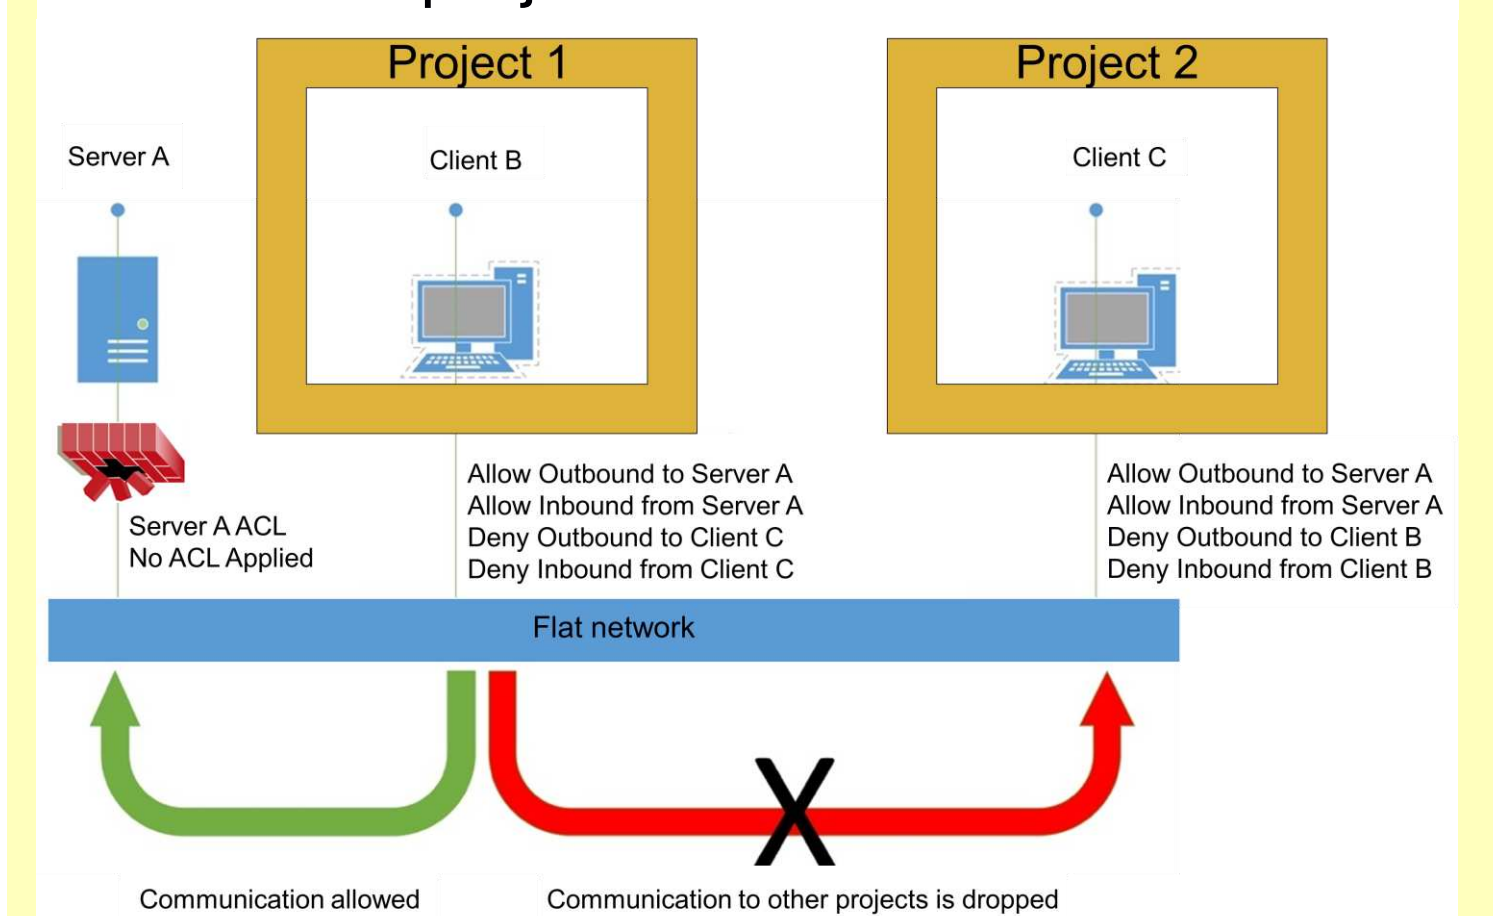 Project 1
Project 2
Server A
Client B
Client C
Server A ACL
No ACL Applied
Allow Outbound to Server A
Allow Inbound from Server A
Deny Outbound to Client C
Deny Inbound from Client C
Allow Outbound to Server A
Allow Inbound from Server A
Deny Outbound to Client B
Deny Inbound from Client B
Flat network
X
Communication allowed
Communication to other projects is dropped